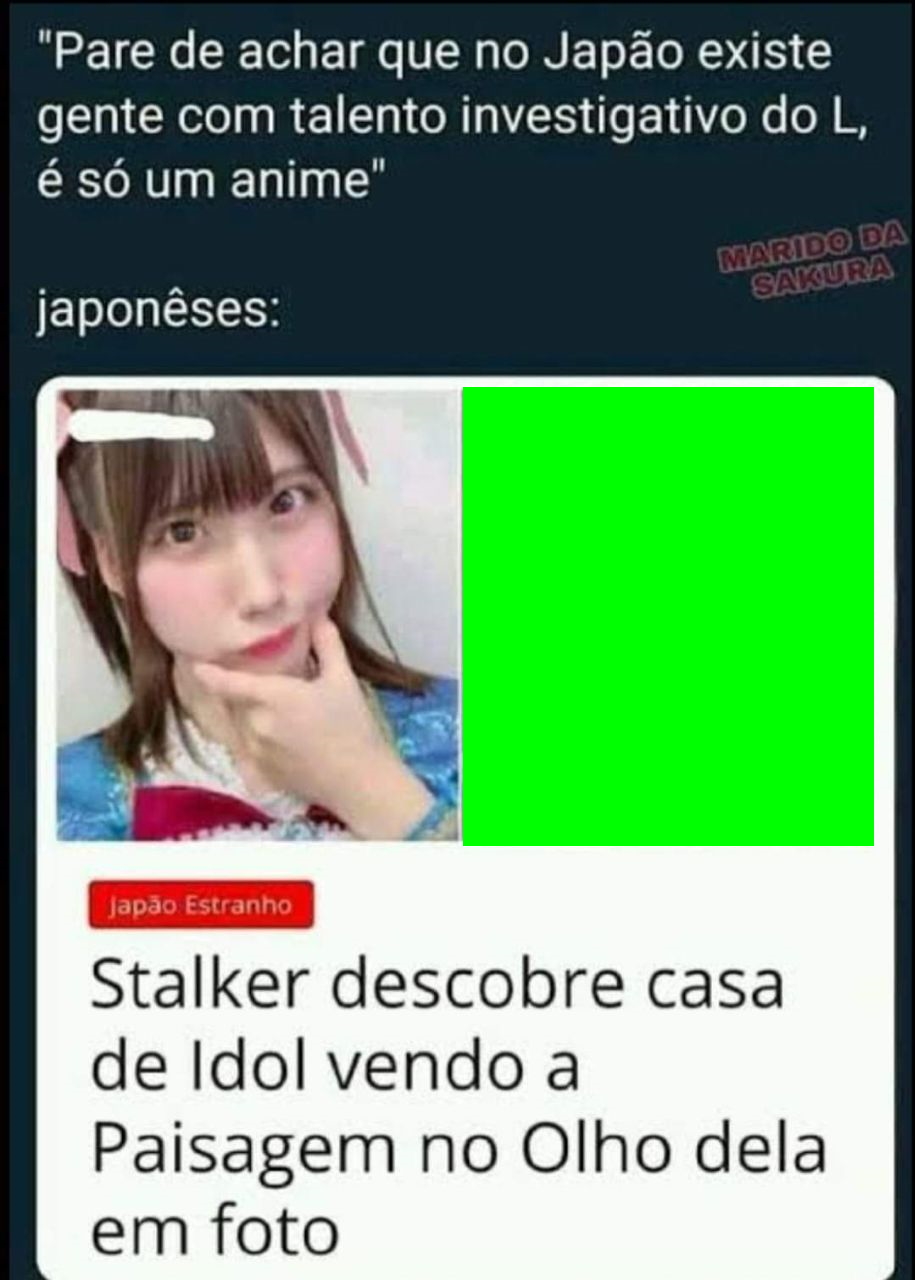 "Pare de achar que no Japão existe
gente com talento investigativo do L,
é só um anime"
MARIDO DA
SAKURA
japonêses:
Japão Estranho
Stalker descobre casa
de Idol vendo a
Paisagem no Olho dela
em foto